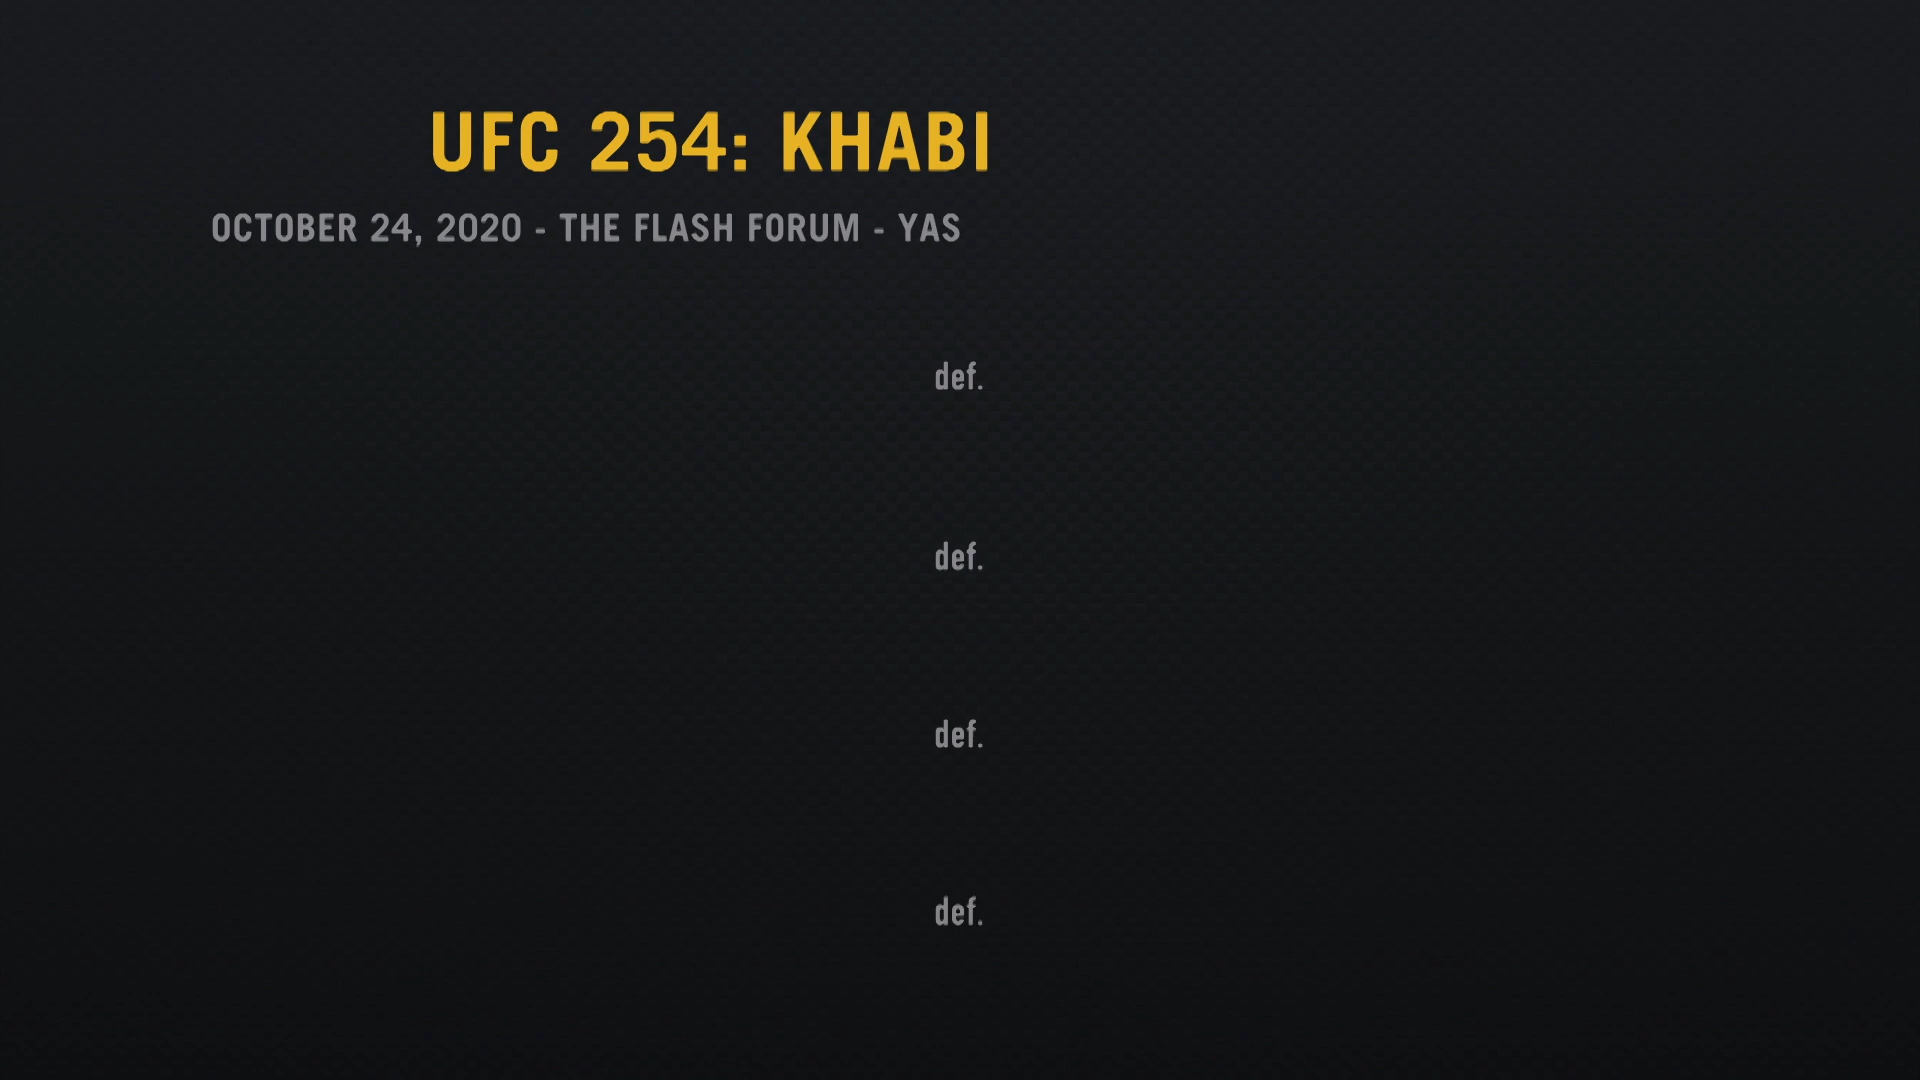 UFC 254: KHABI
OCTOBER 24, 2020 - THE FLASH FORUM - YAS
def.
def.
def.
def.